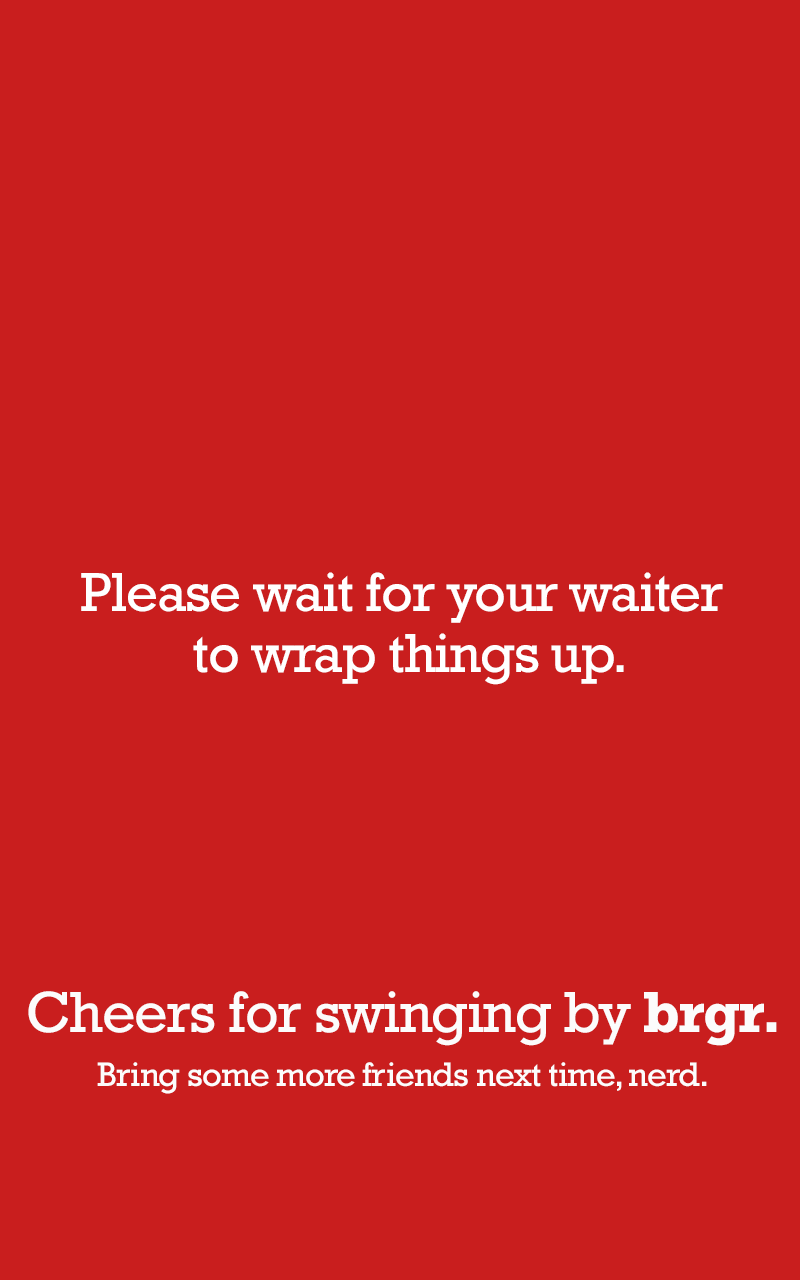 Please wait for your waiter
to wrap things up.
Cheers for swinging by brgr.
Bring some more friends next time, nerd.